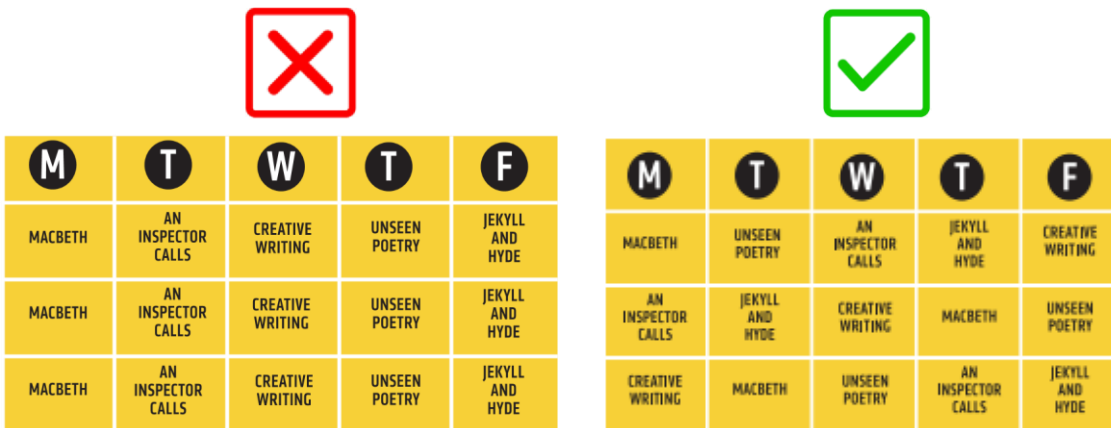 M T W T F
MACBETH
AN
INSPECTOR
CALLS
CREATIVE
WRITING
UNSEEN
POETRY
JEKYLL
AND
HYDE
MACBETH
AN
INSPECTOR
CALLS
CREATIVE
WRITING
UNSEEN
POETRY
JEKYLL
AND
HYDE
MACBETH
AN
INSPECTOR
CALLS
CREATIVE
WRITING
UNSEEN
POETRY
JEKYLL
AND
HYDE
M T W T F
MACBETH
UNSEEN
POETRY
AN
INSPECTOR
CALLS
JEKYLL
AND
HYDE
CREATIVE
WRITING
AN
INSPECTOR
CALLS
JEKYLL
AND
HYDE
CREATIVE
WRITING
MACBETH
UNSEEN
POETRY
CREATIVE
WRITING
MACBETH
UNSEEN
POETRY
AN
INSPECTOR
CALLS
JEKYLL
AND
HYDE